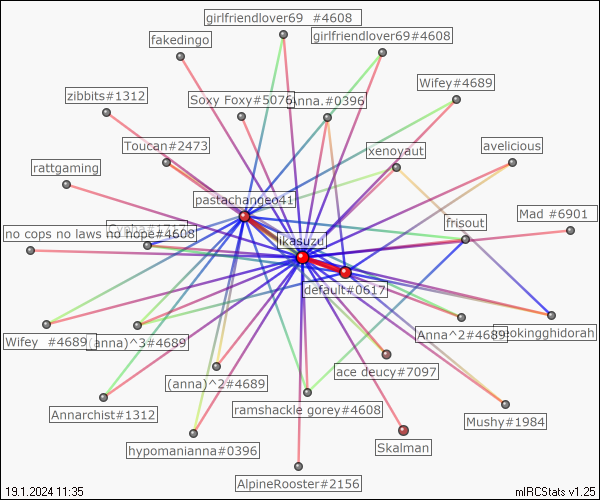 girlfriendlover69 #4608
fakedingo
girlfriendlover69#4608
Wifey#4689
zibbits#1312
Soxy Foxy#5076
Anna.#0396
Toucan#2473
xenoyaut
avelicious
rattgaming
pastachangeo41
Mad #6901
frisout
no cops no laws no hope#4608
ikasuzu
default#0617
Wifey #4689
(anna)^3#4689
Anna^2#4689
eokingghidorah
ace deucy#7097
(anna)^2#4689
Annarchist#1312
ramshackle gorey#4608
Mushy#1984
hypomanianna#0396
Skalman
AlpineRooster#2156
19.1.2024 11:35
mIRCStats v1.25